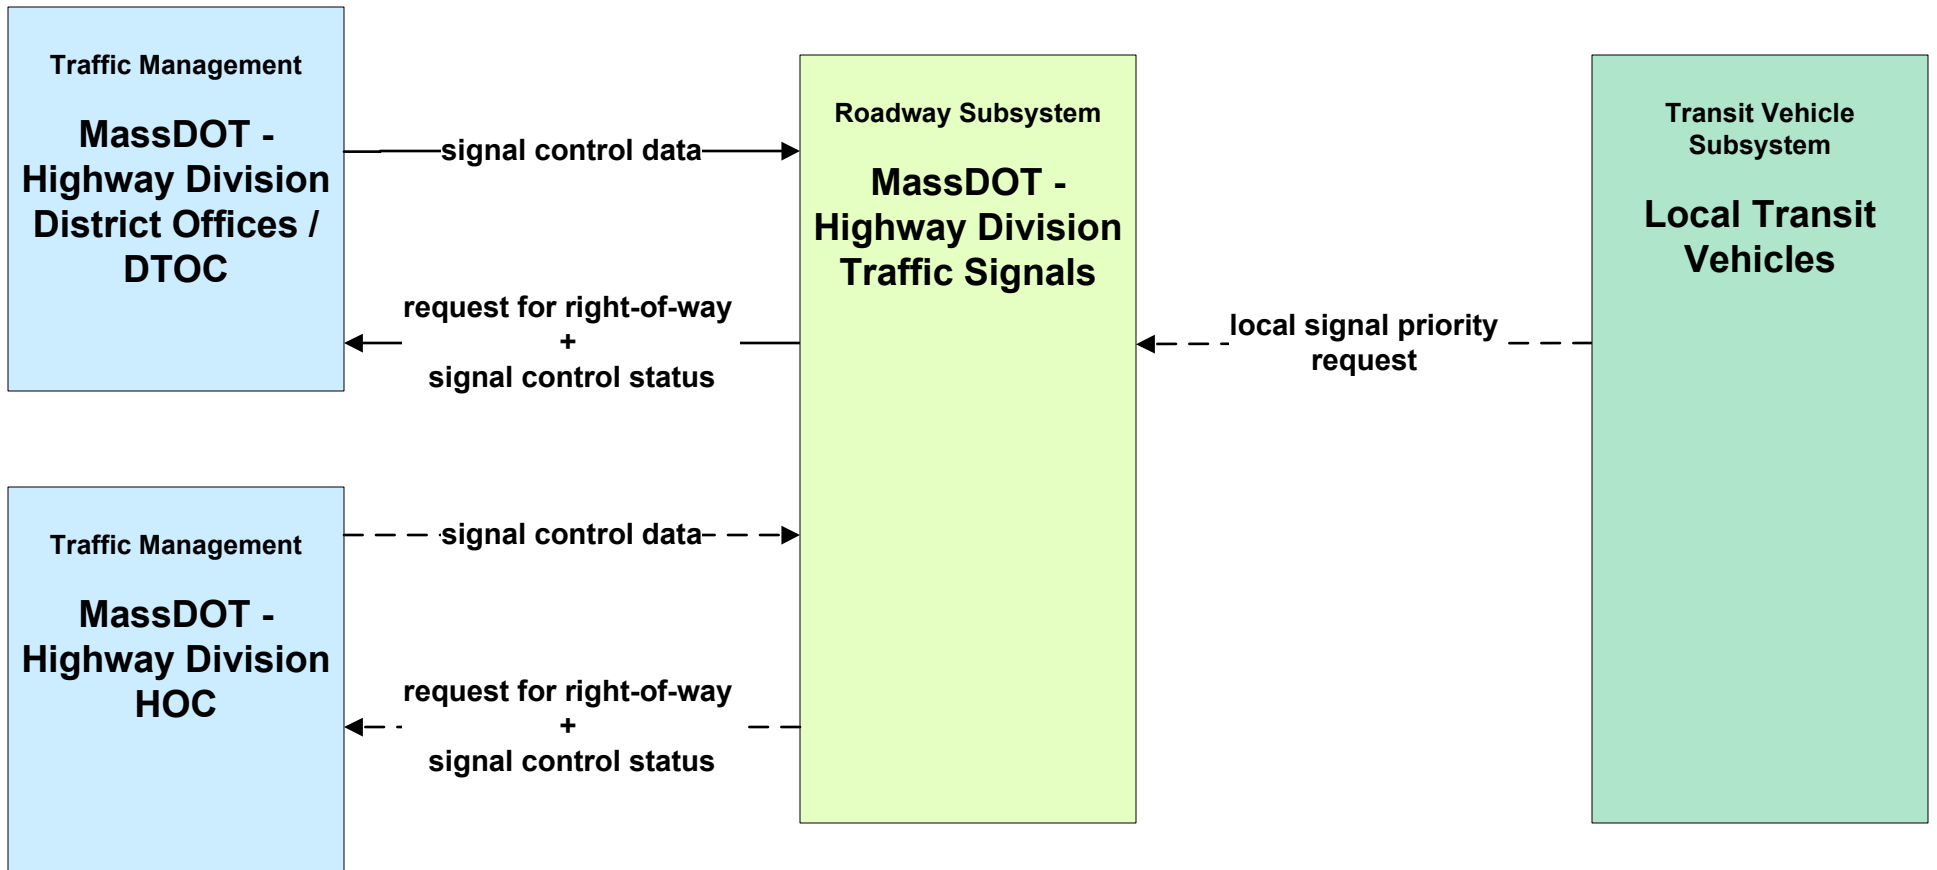 Traffic Management
MassDOT -
Highway Division
District Offices /
DTOC
signal control data
request for right-of-way
+
signal control status
Traffic Management
MassDOT -
Highway Division
HOC
signal control data
request for right-of-way
+
signal control status
Roadway Subsystem
MassDOT -
Highway Division
Traffic Signals
local signal priority
request
Transit Vehicle
Subsystem
Local Transit
Vehicles